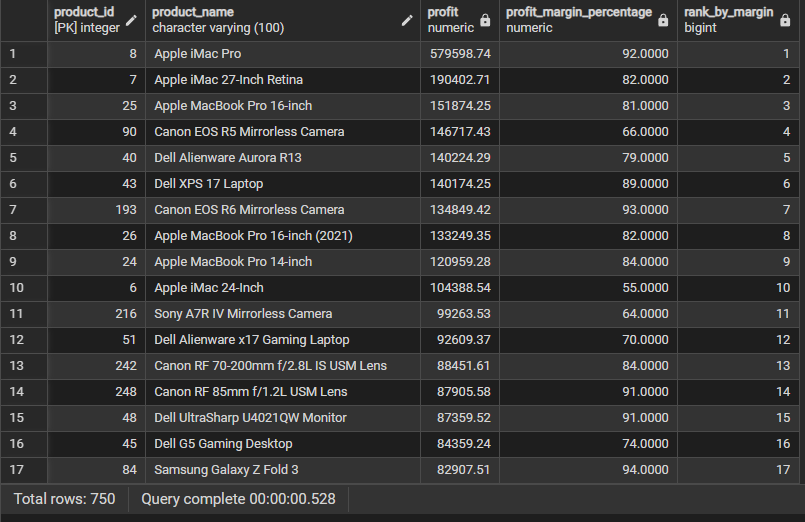 product_id product_name profit profit_margin_percentage rank_by_margin
[PK] integer character varying (100) numeric numeric bigint
1 8 Apple iMac Pro 579598.74 92.0000 1
2 7 Apple iMac 27-Inch Retina 190402.71 82.0000 2
3 25 Apple MacBook Pro 16-inch 151874.25 81.0000 3
4 90 Canon EOS R5 Mirrorless Camera 146717.43 66.0000 4
5 40 Dell Alienware Aurora R13 140224.29 79.0000 5
6 43 Dell XPS 17 Laptop 140174.25 89.0000 6
7 193 Canon EOS R6 Mirrorless Camera 134849.42 93.0000 7
8 26 Apple MacBook Pro 16-inch (2021) 133249.35 82.0000 8
9 24 Apple MacBook Pro 14-inch 120959.28 84.0000 9
10 6 Apple iMac 24-Inch 104388.54 55.0000 10
11 216 Sony A7R IV Mirrorless Camera 99263.53 64.0000 11
12 51 Dell Alienware x17 Gaming Laptop 92609.37 70.0000 12
13 242 Canon RF 70-200mm f/2.8L IS USM Lens 88451.61 84.0000 13
14 248 Canon RF 85mm f/1.2L USM Lens 87905.58 91.0000 14
15 48 Dell UltraSharp U4021QW Monitor 87359.52 91.0000 15
16 45 Dell G5 Gaming Desktop 84359.24 74.0000 16
17 84 Samsung Galaxy Z Fold 3 82907.51 94.0000 17
Total rows: 750 Query complete 00:00:00.528